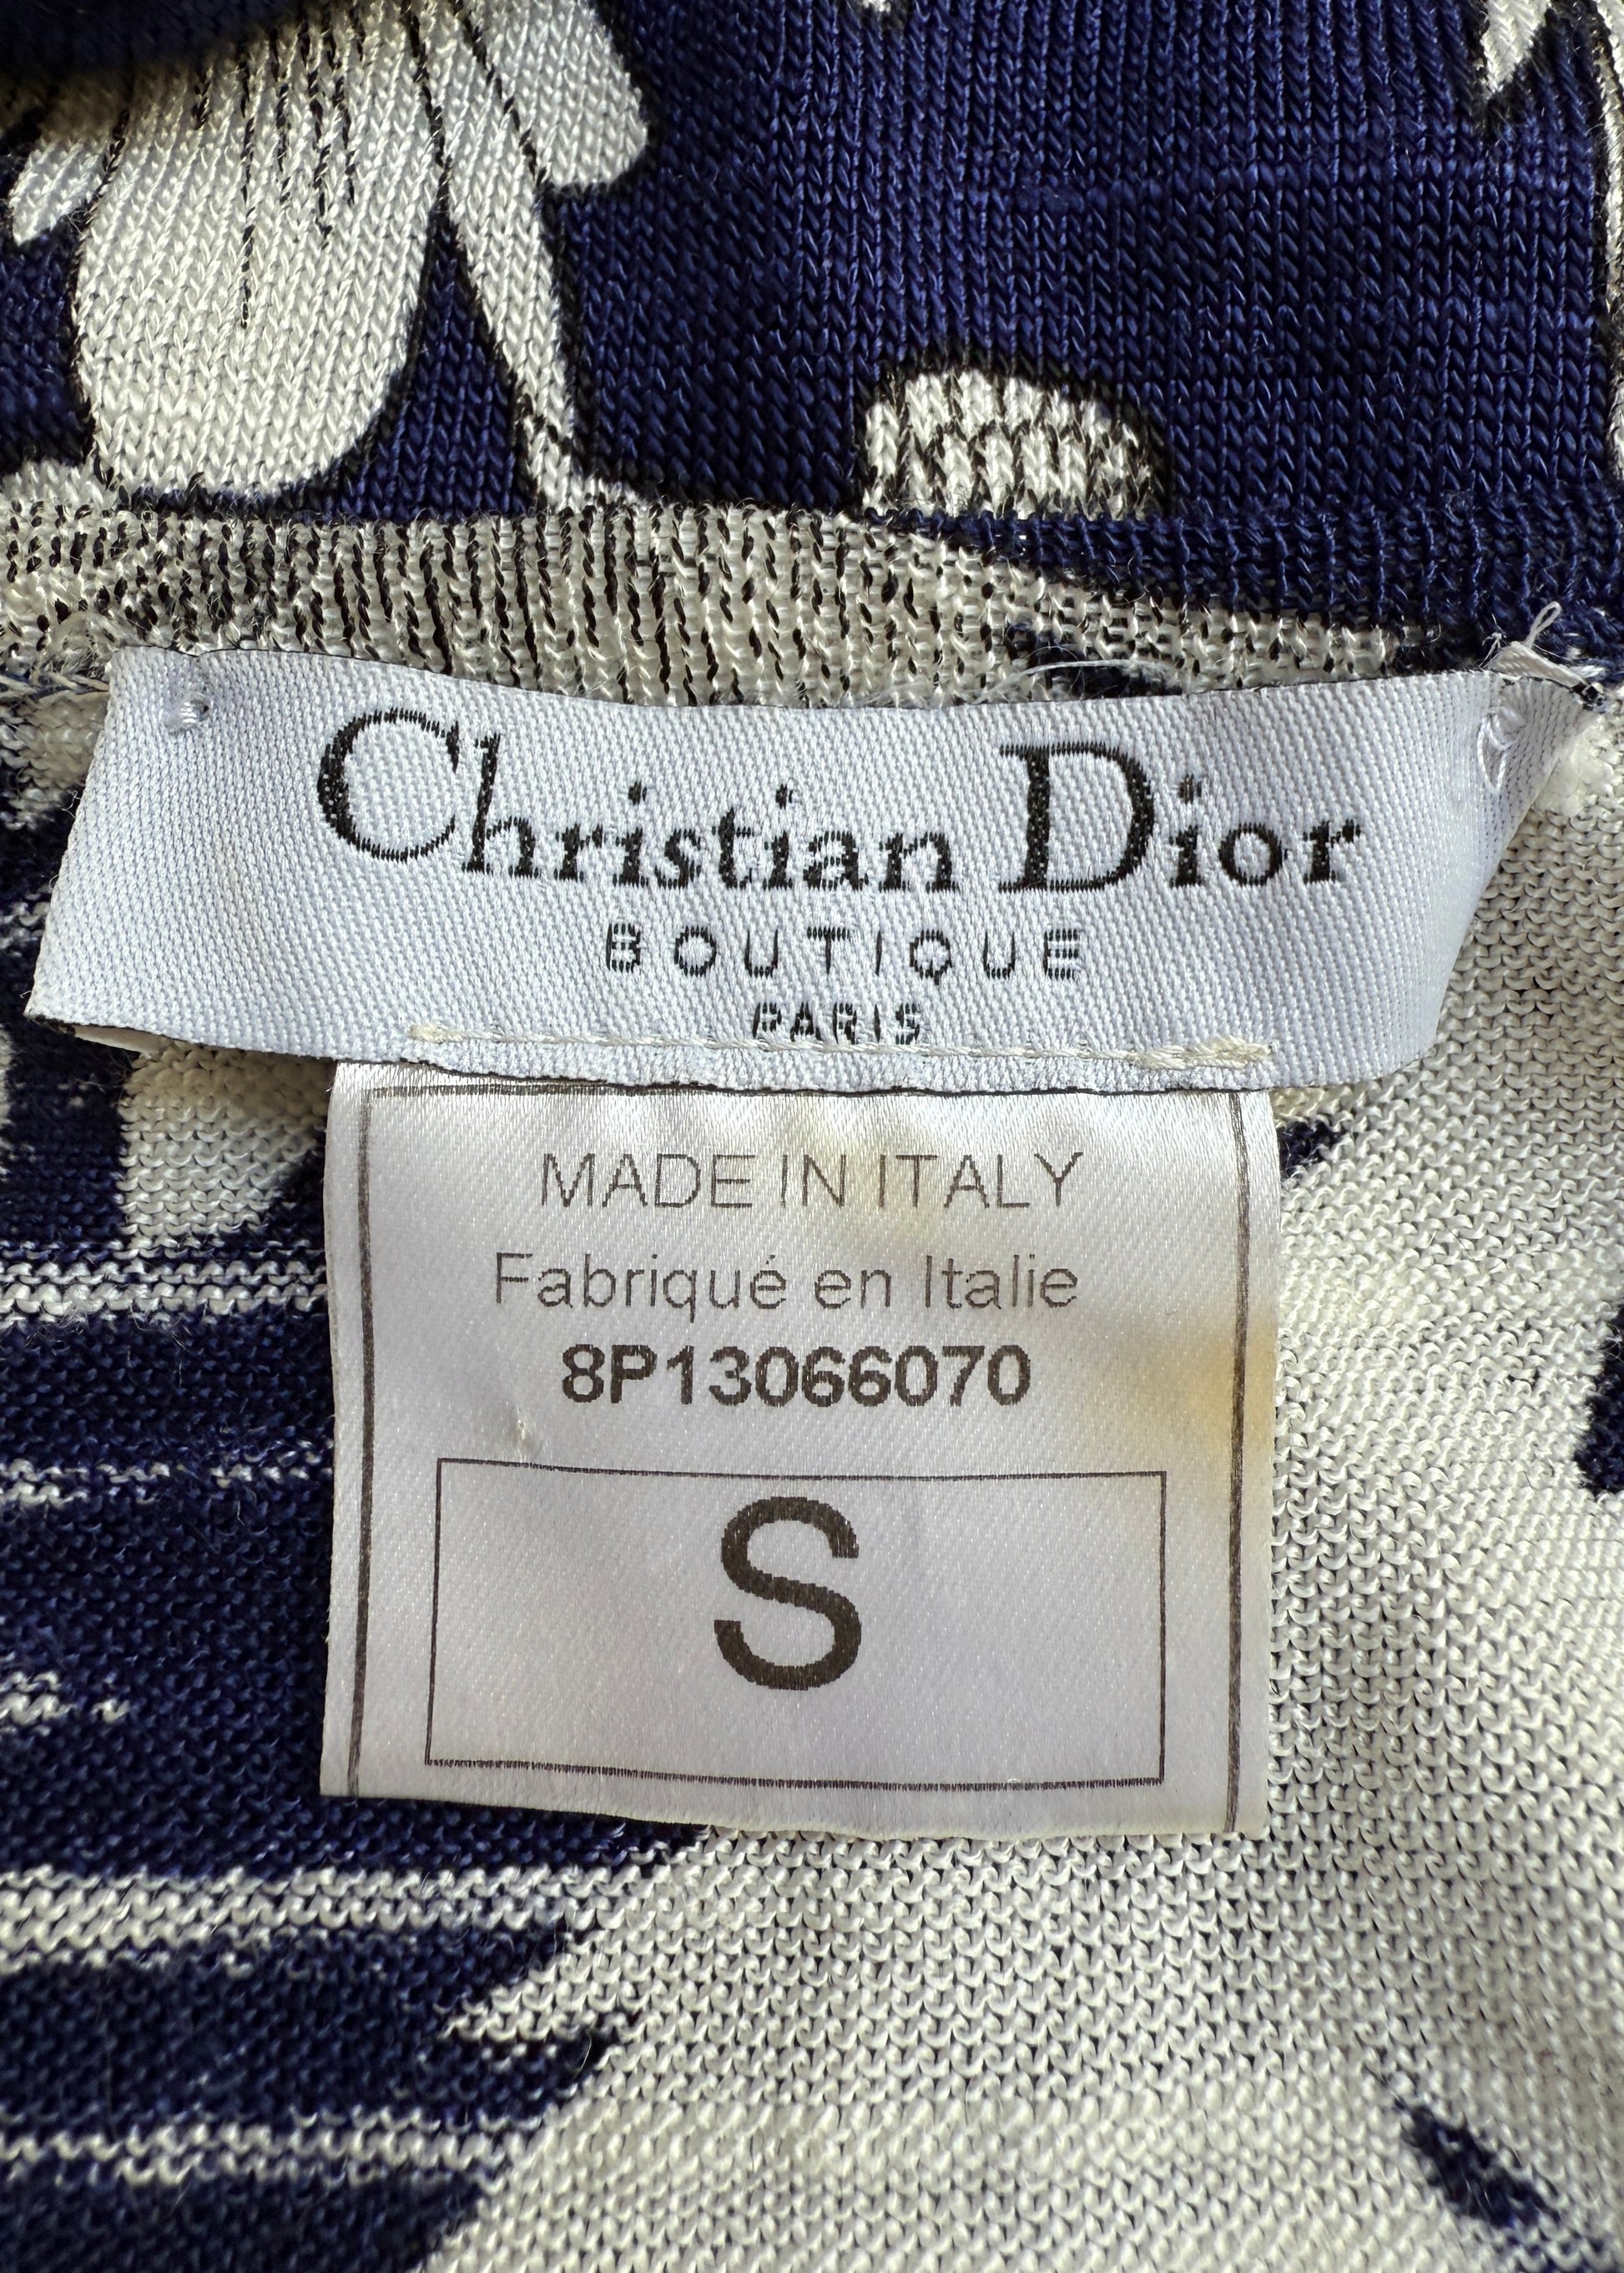 Christian Dior
BOUTIQUE
PARIS
MADE IN ITALY
Fabriqué en Italie
8P13066070
S